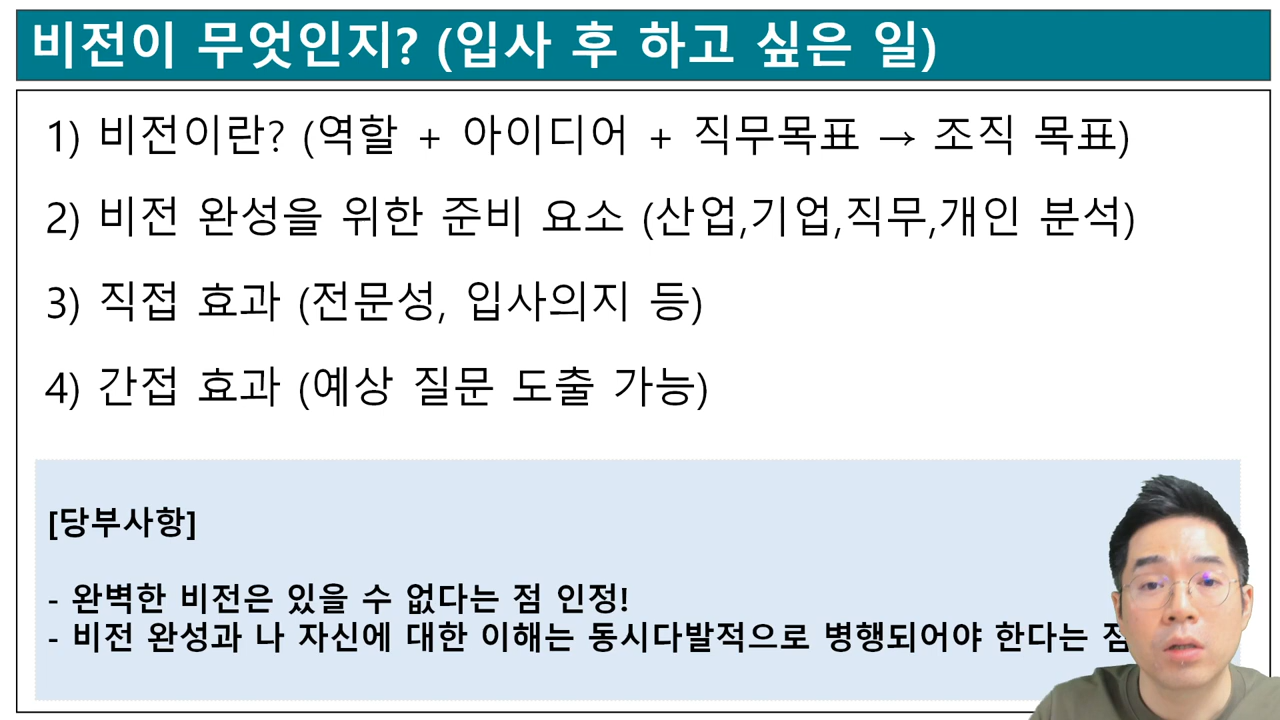 비전이 무엇인지? (입사 후 하고 싶은 일)
1) 비전이란? (역할 + 아이디어 + 직무목표 → 조직 목표)
2) 비전 완성을 위한 준비 요소 (산업,기업,직무,개인 분석)
3) 직접 효과 (전문성, 입사의지 등)
4) 간접 효과 (예상 질문 도출 가능)
[당부사항]
- 완벽한 비전은 있을 수 없다는 점 인정!
- 비전 완성과 나 자신에 대한 이해는 동시다발적으로 병행되어야 한다는 점